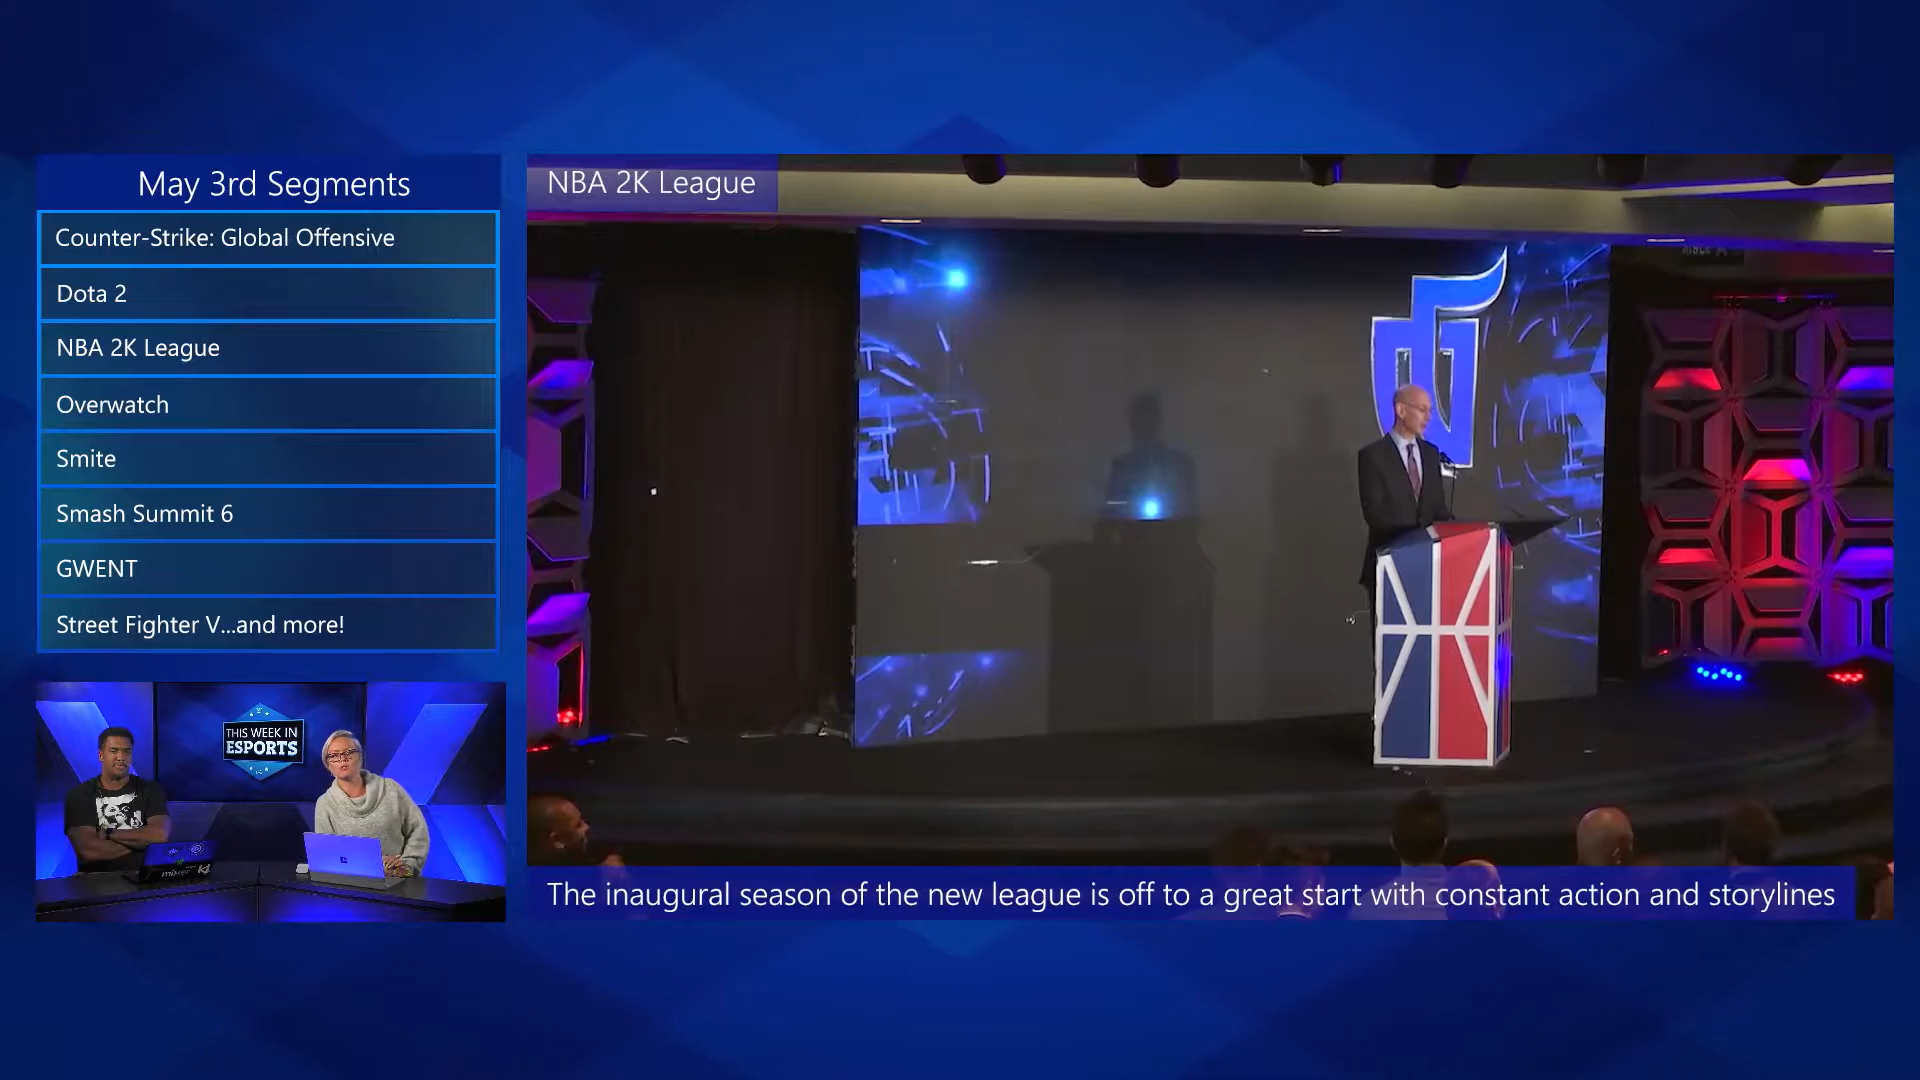 May 3rd Segments
Counter-Strike: Global Offensive
Dota 2
NBA 2K League
Overwatch
Smite
Smash Summit 6
GWENT
Street Fighter V...and more!
NBA 2K League
THIS WEEK IN
ESPORTS
mixer
The inaugural season of the new league is off to a great start with constant action and storylines